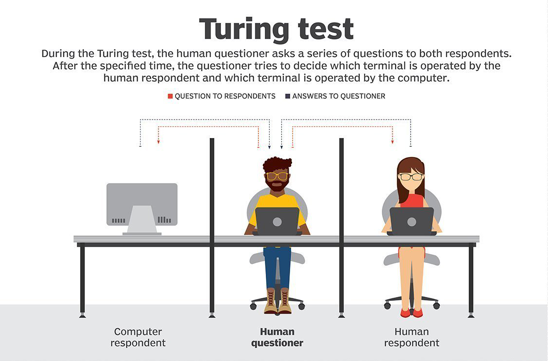 Turing test
During the Turing test, the human questioner asks a series of questions to both respondents.
After the specified time, the questioner tries to decide which terminal is operated by the
human respondent and which terminal is operated by the computer.
QUESTION TO RESPONDENTS ANSWERS TO QUESTIONER
Computer
respondent
Human
questioner
Human
respondent